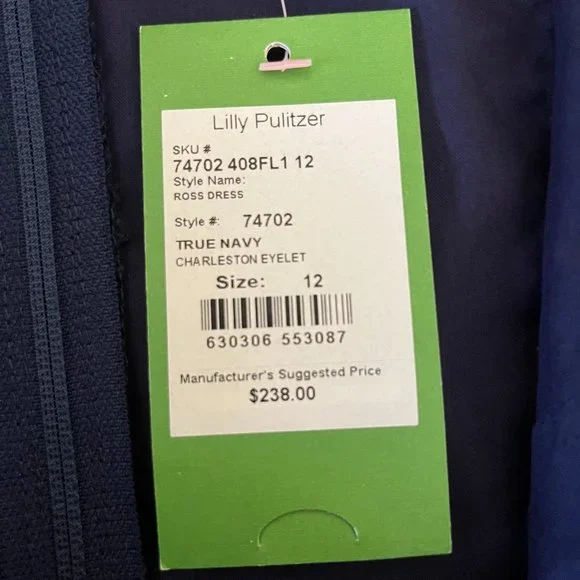 Lilly Pulitzer
SKU #
74702 408FL1 12
Style Name:
ROSS DRESS
Style #: 74702
TRUE NAVY
CHARLESTON EYELET
Size: 12
630306 553087
Manufacturer's Suggested Price
$238.00